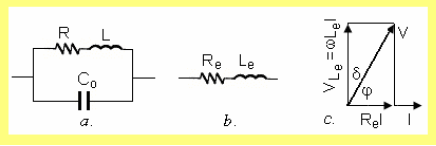 R L
C₀
a.
Rₑ Lₑ
b.
V_Lₑ = ωLₑI
V
δ
φ
c. RₑI I